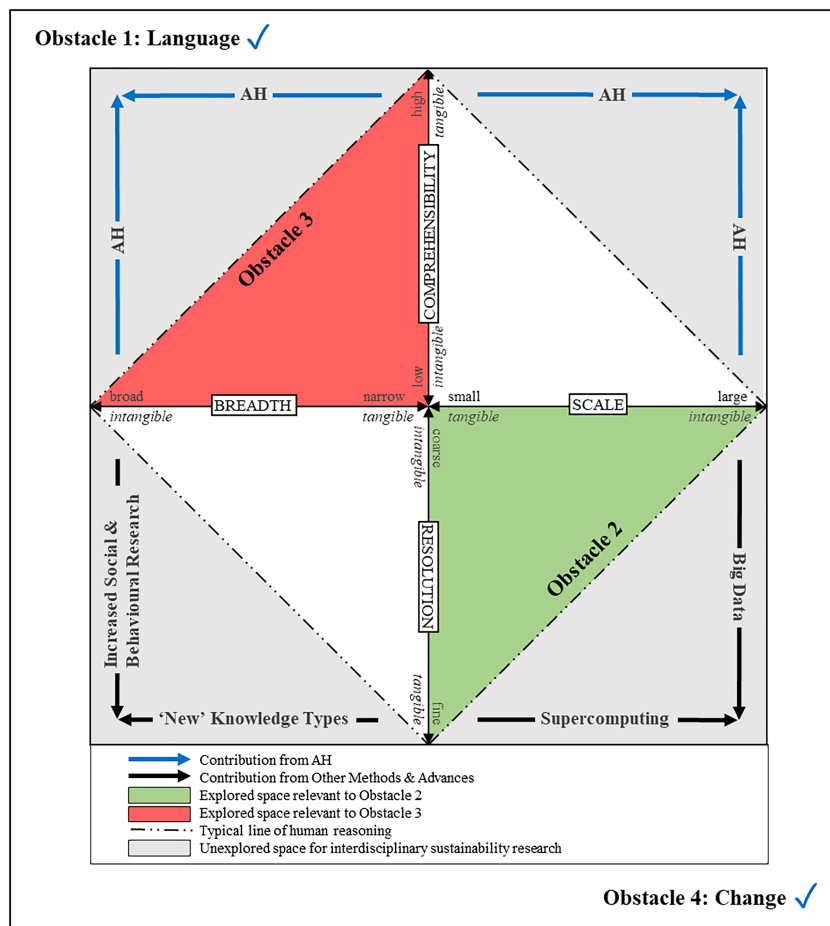 Obstacle 1: Language ✓
AH
AH
high
tangible
AH
AH
Obstacle 3
COMPREHENSIBILITY
low
intangible
broad
narrow
small
large
BREADTH
SCALE
intangible
tangible
tangible
intangible
coarse
intangible
Increased Social &
Behavioural Research
RESOLUTION
Obstacle 2
Big Data
tangible
fine
‘New’ Knowledge Types
Supercomputing
Contribution from AH
Contribution from Other Methods & Advances
Explored space relevant to Obstacle 2
Explored space relevant to Obstacle 3
Typical line of human reasoning
Unexplored space for interdisciplinary sustainability research
Obstacle 4: Change ✓